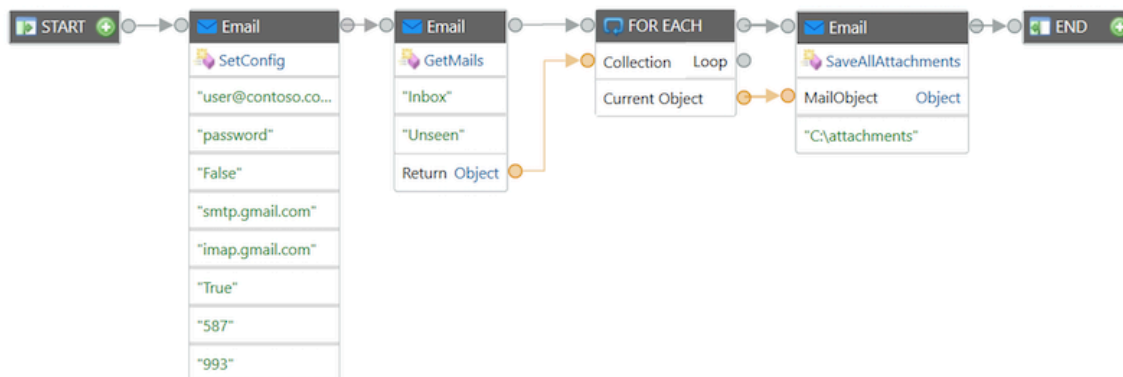 START
Email
SetConfig
"user@contoso.co...
"password"
"False"
"smtp.gmail.com"
"imap.gmail.com"
"True"
"587"
"993"
Email
GetMails
"Inbox"
"Unseen"
Return Object
FOR EACH
Collection Loop
Current Object
Email
SaveAllAttachments
MailObject Object
"C:\attachments"
END